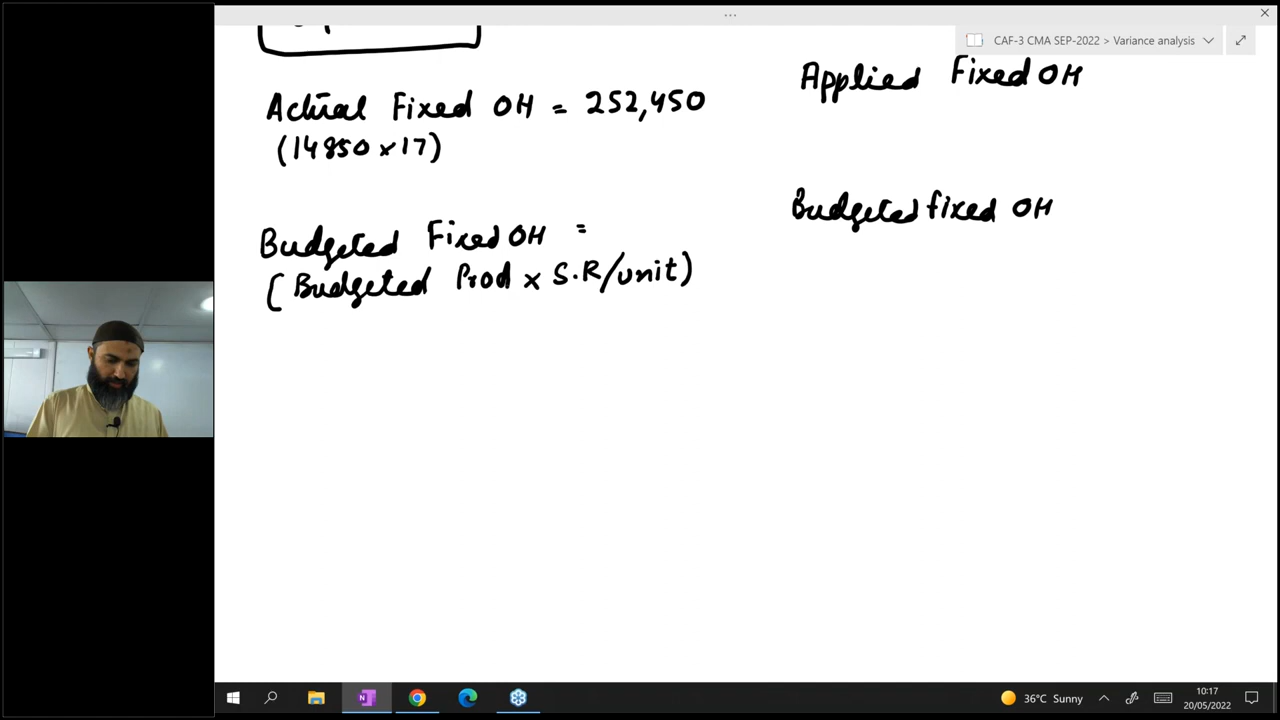 CAF-3 CMA SEP-2022 > Variance analysis
Applied Fixed OH
Actual Fixed OH = 252,450
(14850 x 17)
Budgeted fixed OH
Budgeted Fixed OH =
(Budgeted Prod x S.R/unit)
36°C Sunny
10:17
20/05/2022